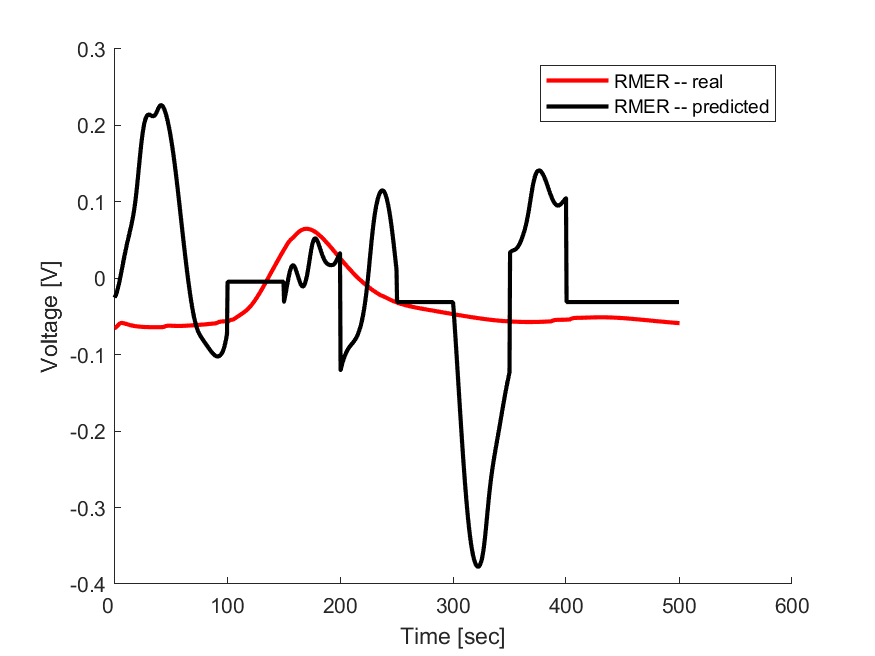 0.3
0.2
0.1
0
-0.1
-0.2
-0.3
-0.4
Voltage [V]
RMER -- real
RMER -- predicted
0 100 200 300 400 500 600
Time [sec]